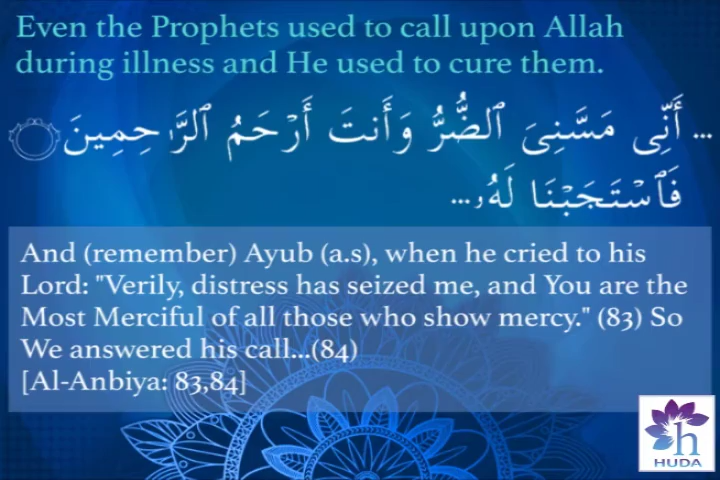 Even the Prophets used to call upon Allah
during illness and He used to cure them.
... أَنِّى مَسَّنِىَ ٱلضُّرُّ وَأَنتَ أَرْحَمُ ٱلرَّٰحِمِينَ ۝
فَٱسْتَجَبْنَا لَهُۥ...
And (remember) Ayub (a.s), when he cried to his
Lord: "Verily, distress has seized me, and You are the
Most Merciful of all those who show mercy." (83) So
We answered his call...(84)
[Al-Anbiya: 83,84]
h
HUDA